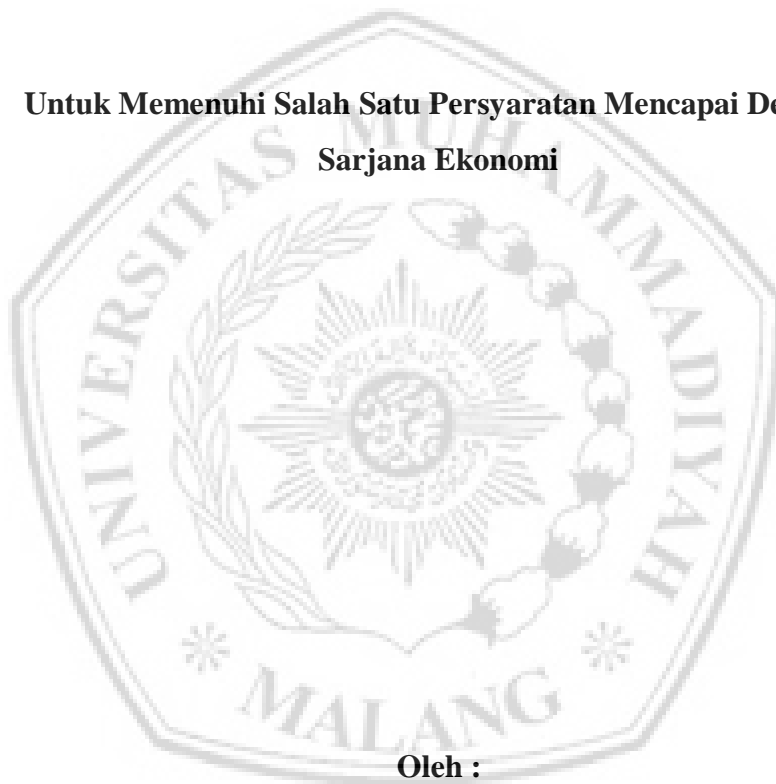 Untuk Memenuhi Salah Satu Persyaratan Mencapai De
Sarjana Ekonomi
UNIVERSITAS MUHAMMADIYAH
MALANG
Oleh :